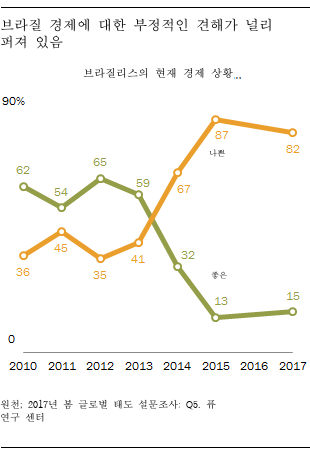 브라질 경제에 대한 부정적인 견해가 널리
퍼져 있음
브라질리스의 현재 경제 상황...
90%
87
나쁜
82
62
54
65
59
67
36
45
35
41
32
좋은
13
15
0
2010 2011 2012 2013 2014 2015 2016 2017
원천; 2017년 봄 글로벌 태도 설문조사: Q5. 퓨
연구 센터